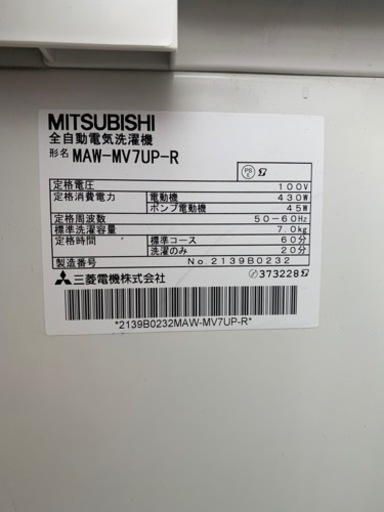 MITSUBISHI
全自動電気洗濯機
形名 MAW-MV7UP-R
PS E
定格電圧 100V
定格消費電力 電動機 430W
ポンプ電動機 45W
定格周波数 50-60Hz
標準洗濯容量 7.0kg
定格時間 標準コース 60分
洗濯のみ 20分
製造番号 No.2139B0232
三菱電機株式会社 373228
*2139B0232MAW-MV7UP-R*